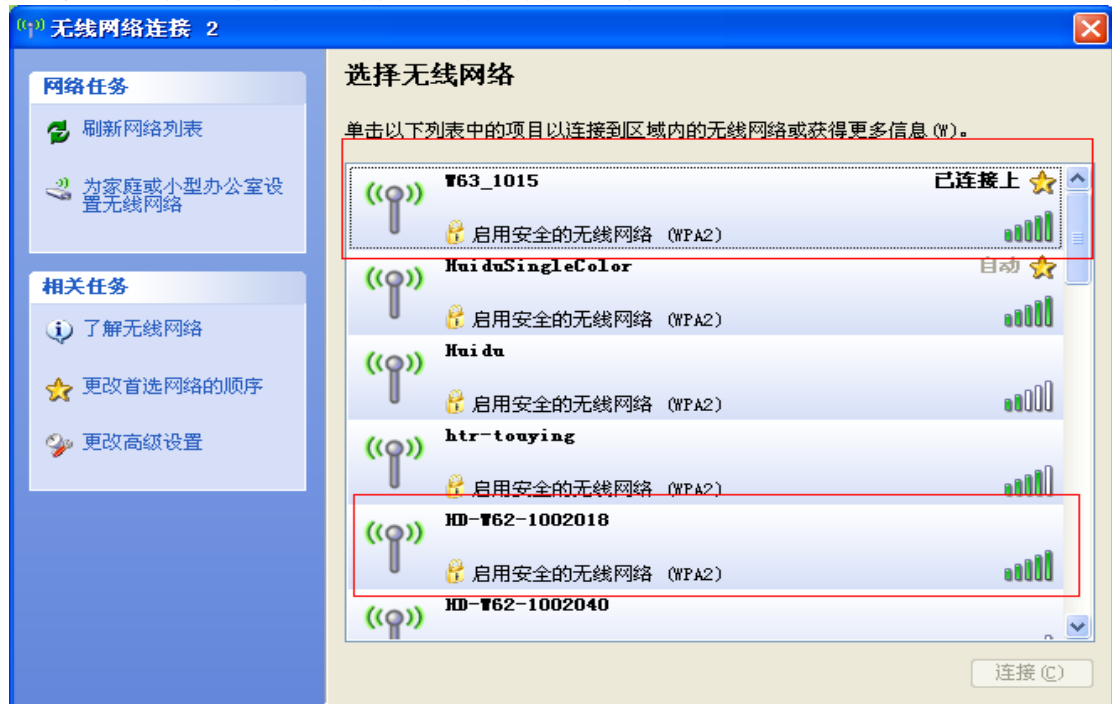 无线网络连接 2
网络任务
刷新网络列表
为家庭或小型办公室设
置无线网络
相关任务
了解无线网络
更改首选网络的顺序
更改高级设置
选择无线网络
单击以下列表中的项目以连接到区域内的无线网络或获得更多信息(W)。
W63_1015 已连接上
启用安全的无线网络 (WPA2)
HuiduSingleColor 自动
启用安全的无线网络 (WPA2)
Huidu
启用安全的无线网络 (WPA2)
htr-touying
启用安全的无线网络 (WPA2)
HD-W62-1002018
启用安全的无线网络 (WPA2)
HD-W62-1002040
连接(C)